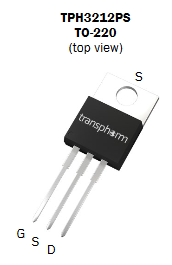 TPH3212PS
TO-220
(top view)
S
transphorm
G
S
D